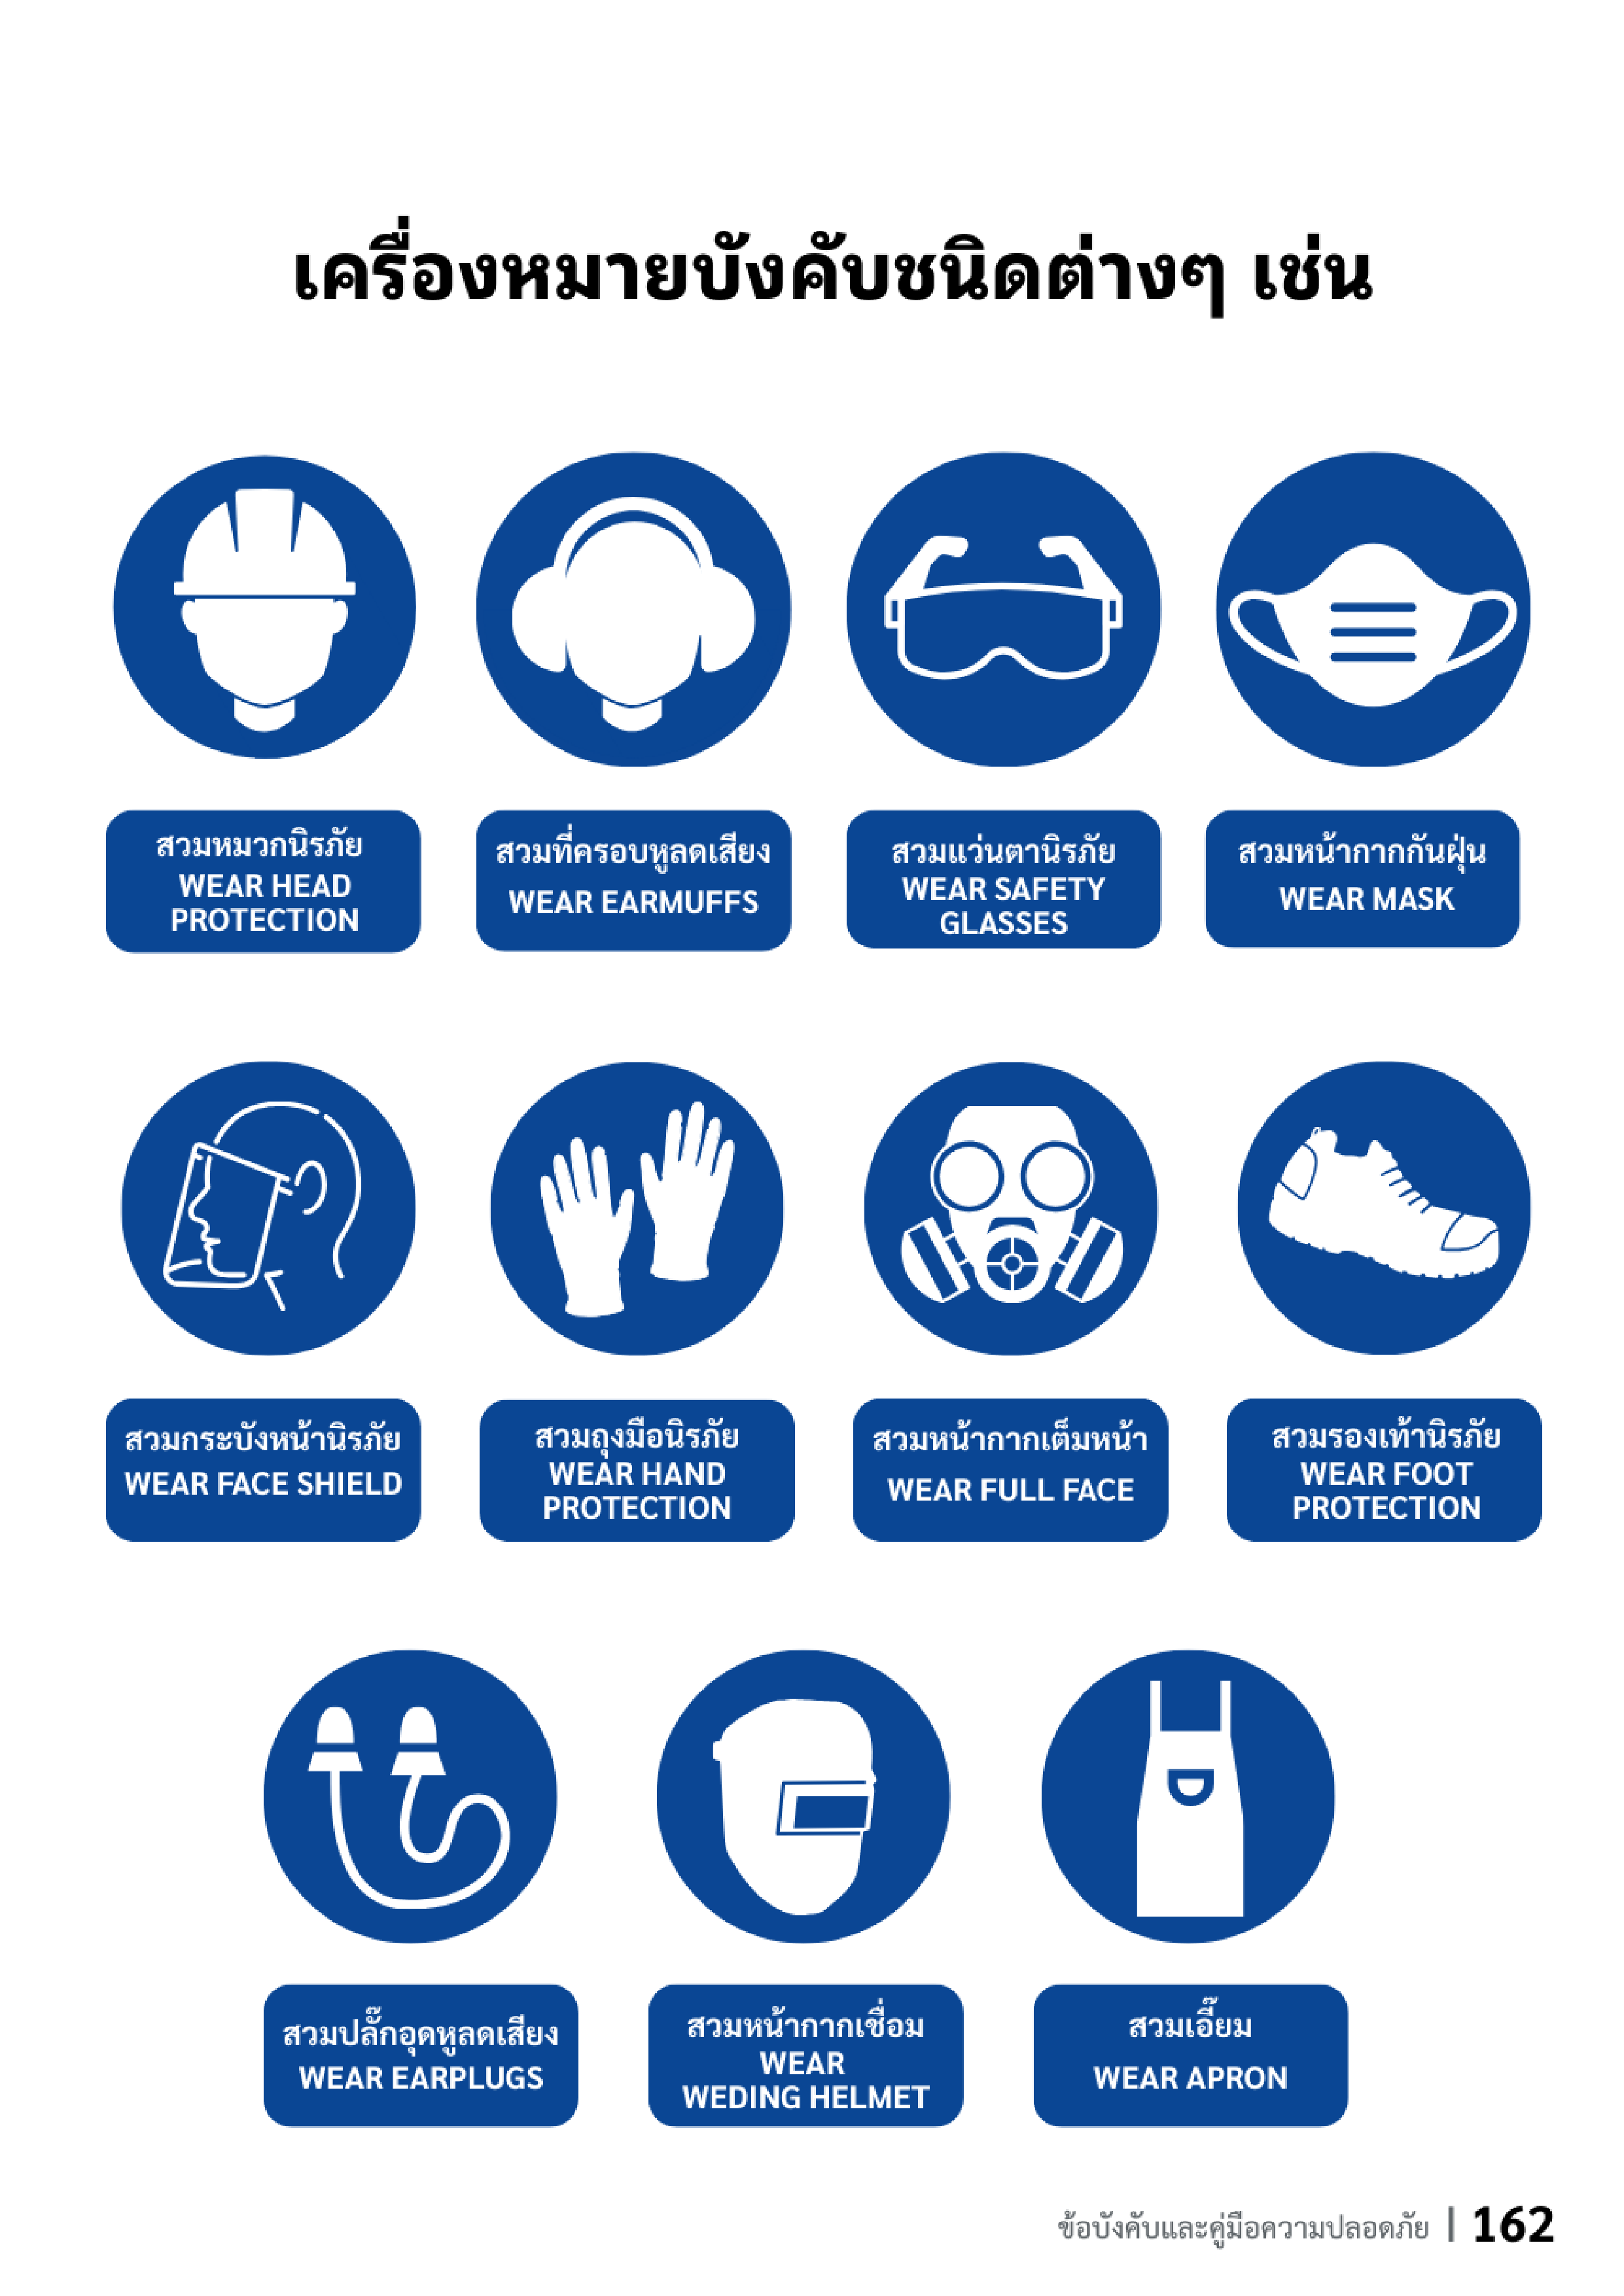 เครื่องหมายบังคับชนิดต่างๆ เช่น
สวมหมวกนิรภัย
WEAR HEAD
PROTECTION
สวมที่ครอบหูลดเสียง
WEAR EARMUFFS
สวมแว่นตานิรภัย
WEAR SAFETY
GLASSES
สวมหน้ากากกันฝุ่น
WEAR MASK
สวมกระบังหน้านิรภัย
WEAR FACE SHIELD
สวมถุงมือนิรภัย
WEAR HAND
PROTECTION
สวมหน้ากากเต็มหน้า
WEAR FULL FACE
สวมรองเท้านิรภัย
WEAR FOOT
PROTECTION
สวมปลั๊กอุดหูลดเสียง
WEAR EARPLUGS
สวมหน้ากากเชื่อม
WEAR
WEDING HELMET
สวมเอี๊ยม
WEAR APRON
ข้อบังคับและคู่มือความปลอดภัย | 162